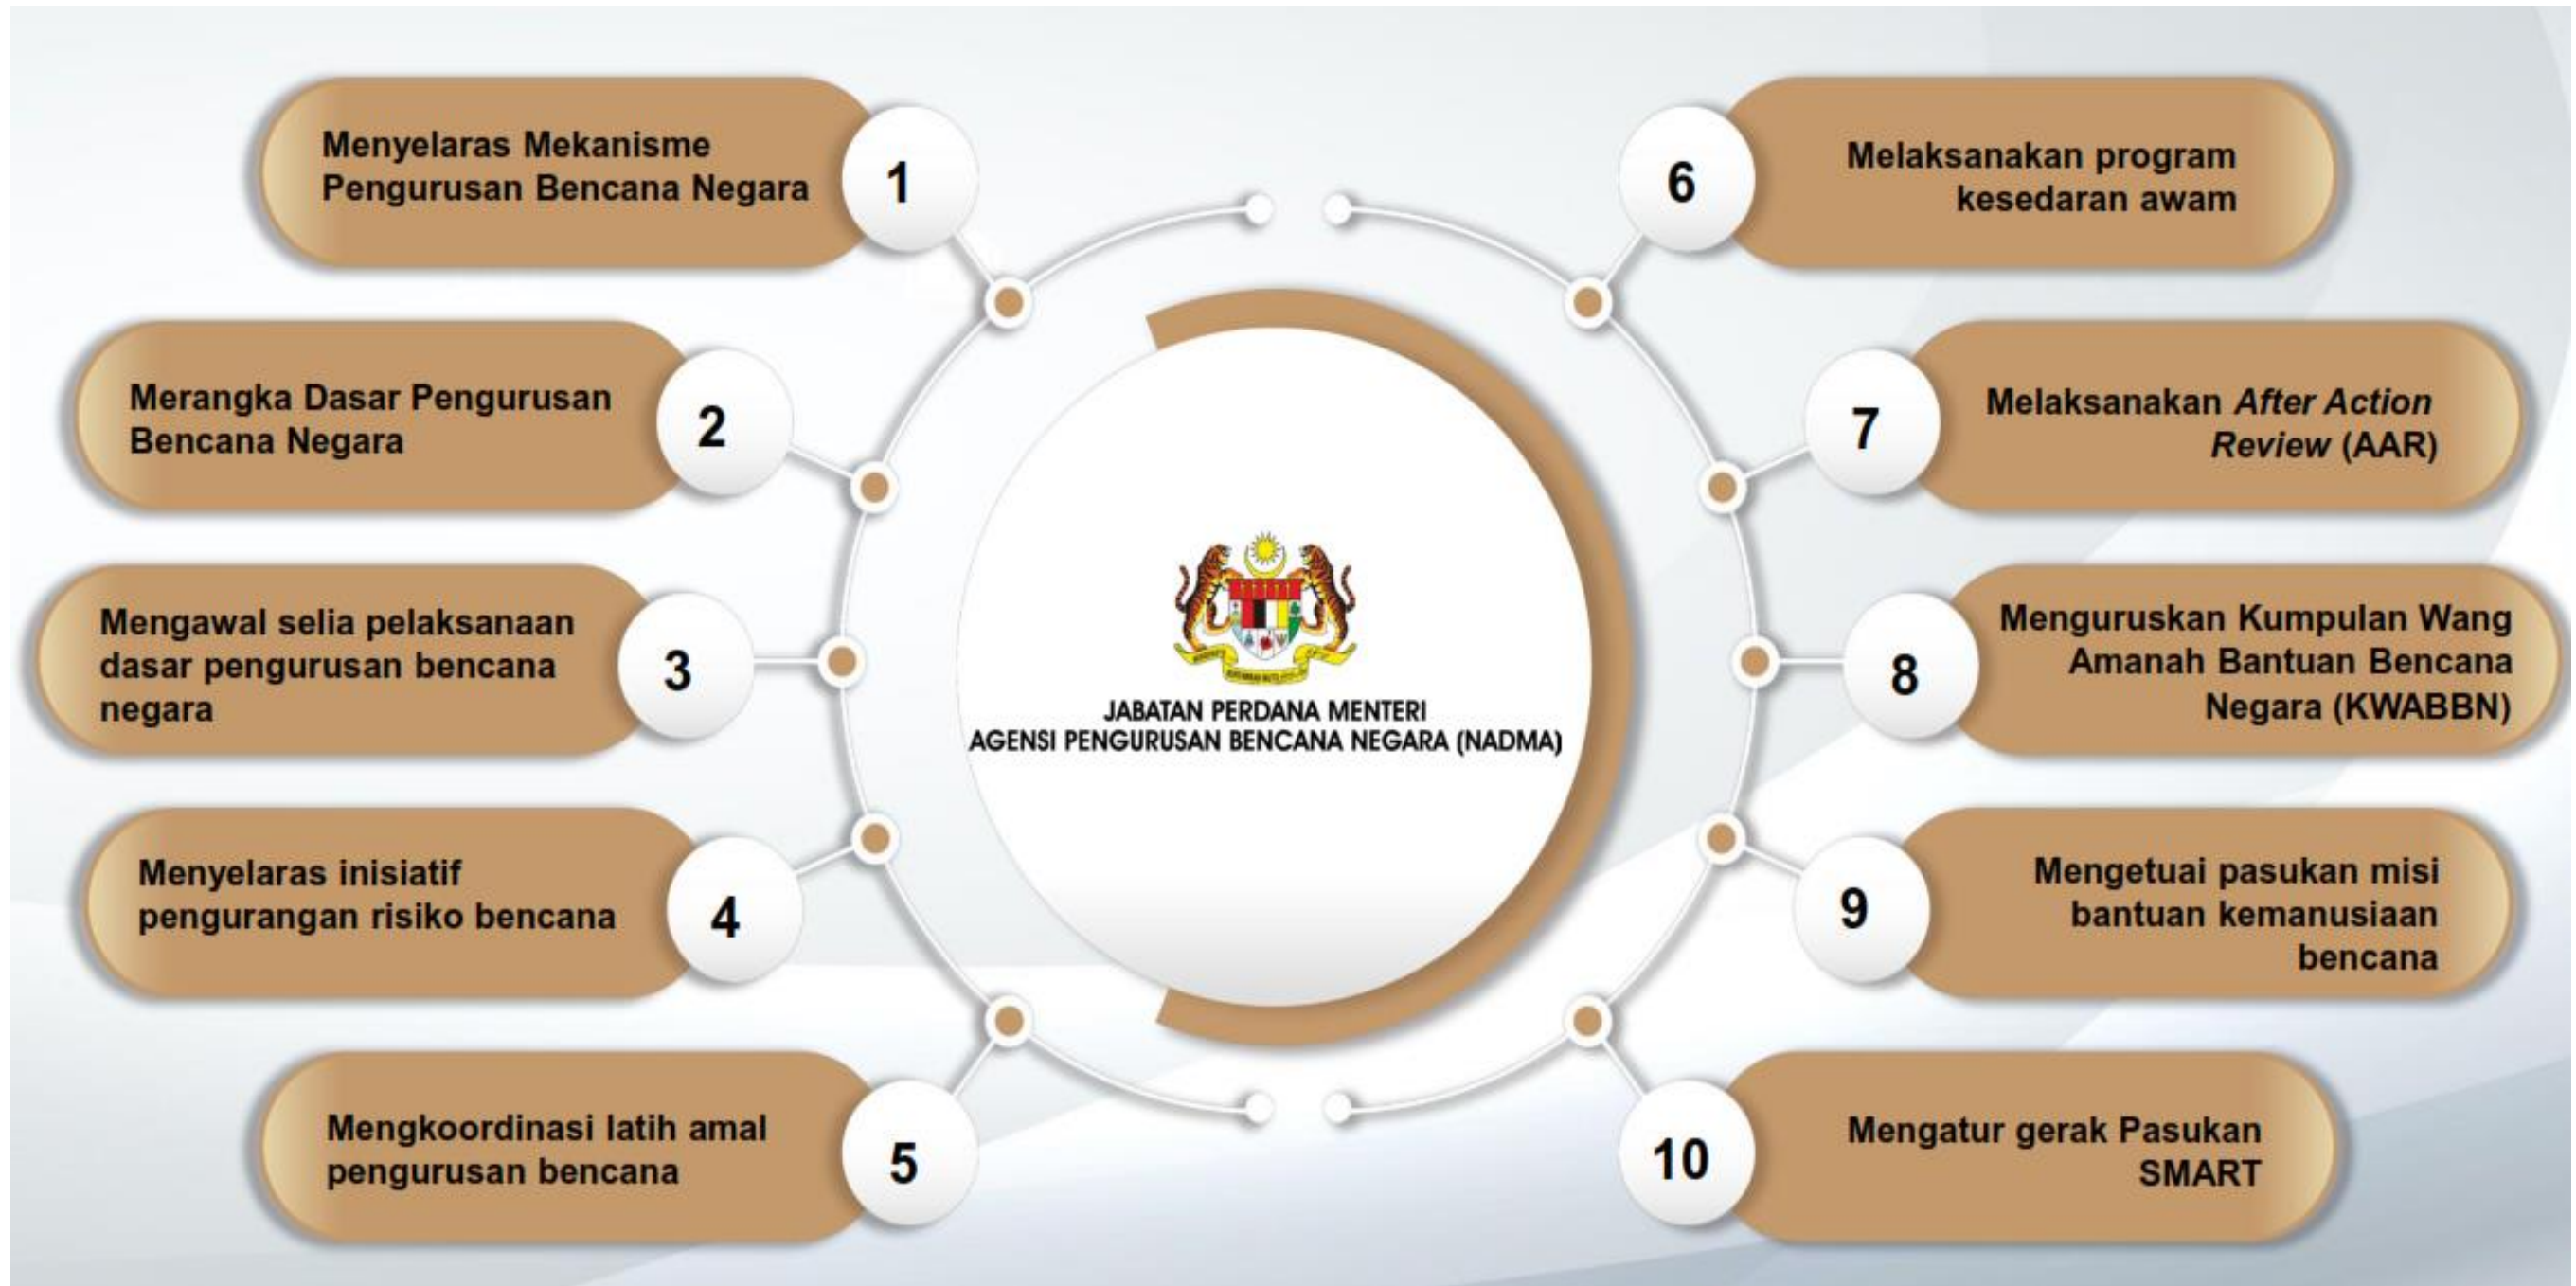 Menyelaras Mekanisme
Pengurusan Bencana Negara
1
Merangka Dasar Pengurusan
Bencana Negara
2
Mengawal selia pelaksanaan
dasar pengurusan bencana
negara
3
Menyelaras inisiatif
pengurangan risiko bencana
4
Mengkoordinasi latih amal
pengurusan bencana
5
JABATAN PERDANA MENTERI
AGENSI PENGURUSAN BENCANA NEGARA (NADMA)
6
Melaksanakan program
kesedaran awam
7
Melaksanakan After Action
Review (AAR)
8
Menguruskan Kumpulan Wang
Amanah Bantuan Bencana
Negara (KWABBN)
9
Mengetuai pasukan misi
bantuan kemanusiaan
bencana
10
Mengatur gerak Pasukan
SMART